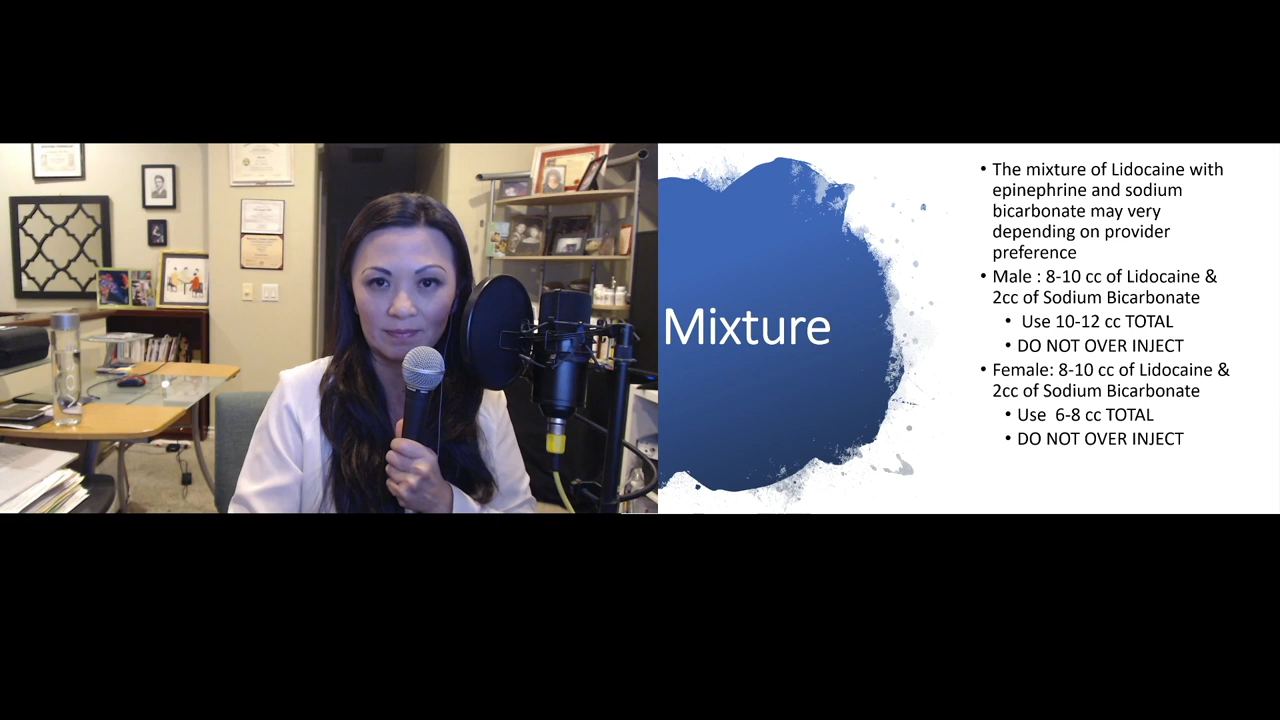 Mixture
• The mixture of Lidocaine with
epinephrine and sodium
bicarbonate may very
depending on provider
preference
• Male : 8-10 cc of Lidocaine &
2cc of Sodium Bicarbonate
• Use 10-12 cc TOTAL
• DO NOT OVER INJECT
• Female: 8-10 cc of Lidocaine &
2cc of Sodium Bicarbonate
• Use 6-8 cc TOTAL
• DO NOT OVER INJECT